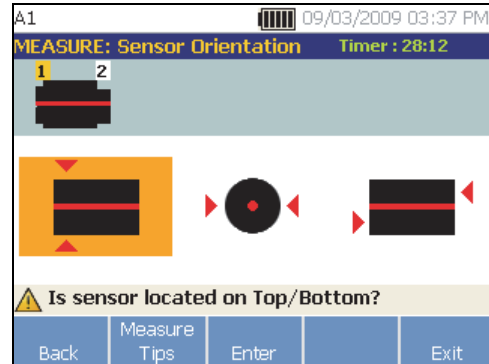 A1 09/03/2009 03:37 PM
MEASURE: Sensor Orientation Timer : 28:12
1 2
Is sensor located on Top/Bottom?
Back Measure Tips Enter Exit